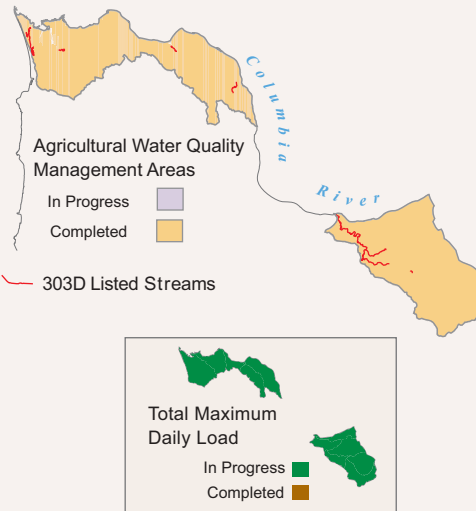 Columbia
River
Agricultural Water Quality
Management Areas
In Progress
Completed
303D Listed Streams
Total Maximum
Daily Load
In Progress
Completed